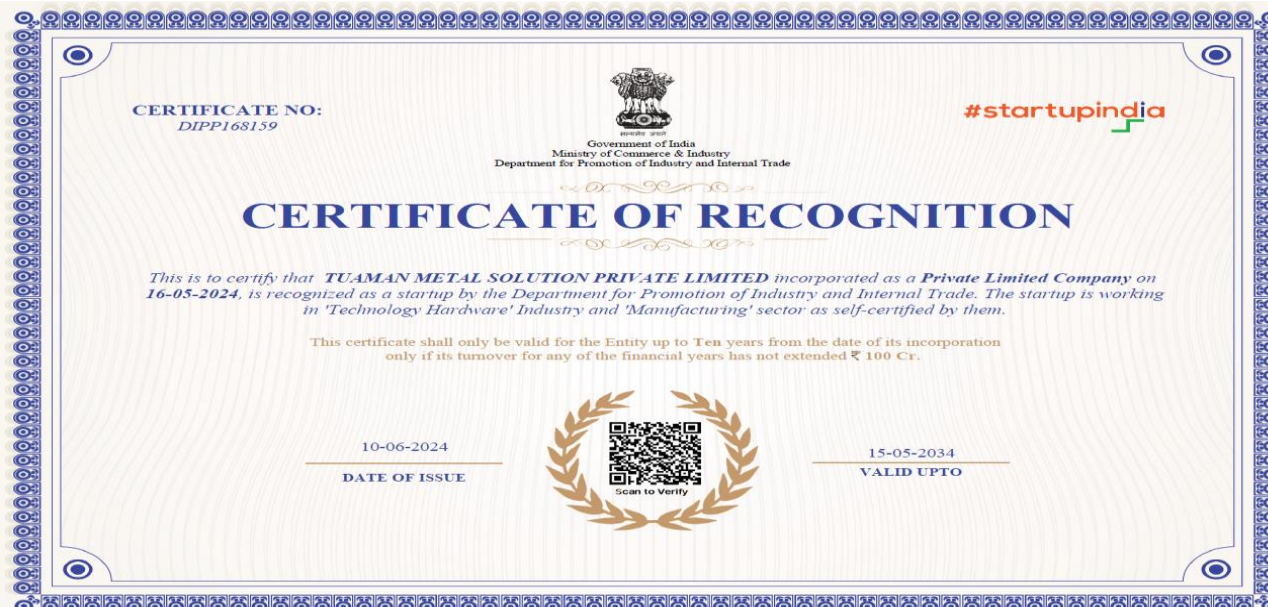 CERTIFICATE NO:
DIPP168159
#startupindia
सत्यमेव जयते
Government of India
Ministry of Commerce & Industry
Department for Promotion of Industry and Internal Trade
CERTIFICATE OF RECOGNITION
This is to certify that TUAMAN METAL SOLUTION PRIVATE LIMITED incorporated as a Private Limited Company on
16-05-2024, is recognized as a startup by the Department for Promotion of Industry and Internal Trade. The startup is working
in 'Technology Hardware' Industry and 'Manufacturing' sector as self-certified by them.
This certificate shall only be valid for the Entity up to Ten years from the date of its incorporation
only if its turnover for any of the financial years has not extended ₹ 100 Cr.
10-06-2024
DATE OF ISSUE
Scan to Verify
15-05-2034
VALID UPTO